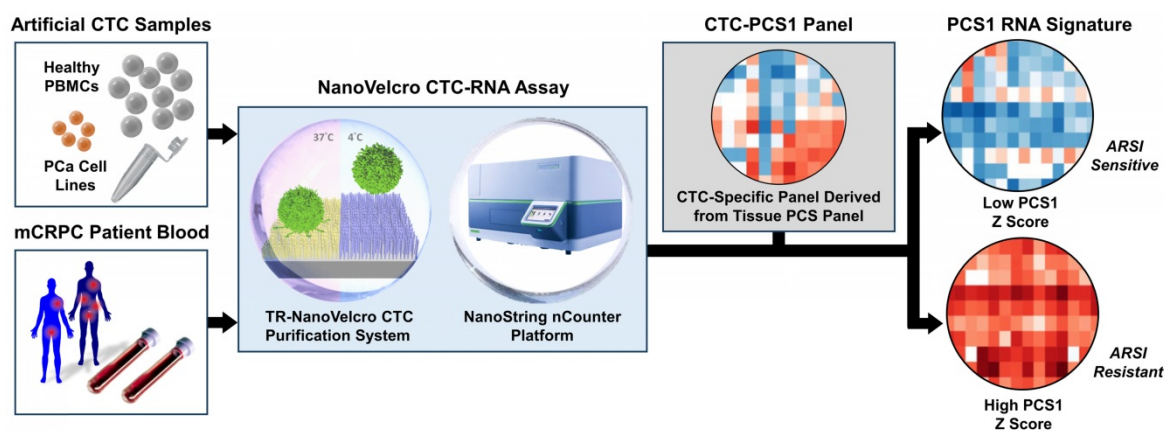 Artificial CTC Samples
Healthy
PBMCs
PCa Cell
Lines
mCRPC Patient Blood
NanoVelcro CTC-RNA Assay
37°C
4°C
TR-NanoVelcro CTC
Purification System
NanoString nCounter
Platform
CTC-PCS1 Panel
CTC-Specific Panel Derived
from Tissue PCS Panel
PCS1 RNA Signature
ARSI
Sensitive
Low PCS1
Z Score
ARSI
Resistant
High PCS1
Z Score